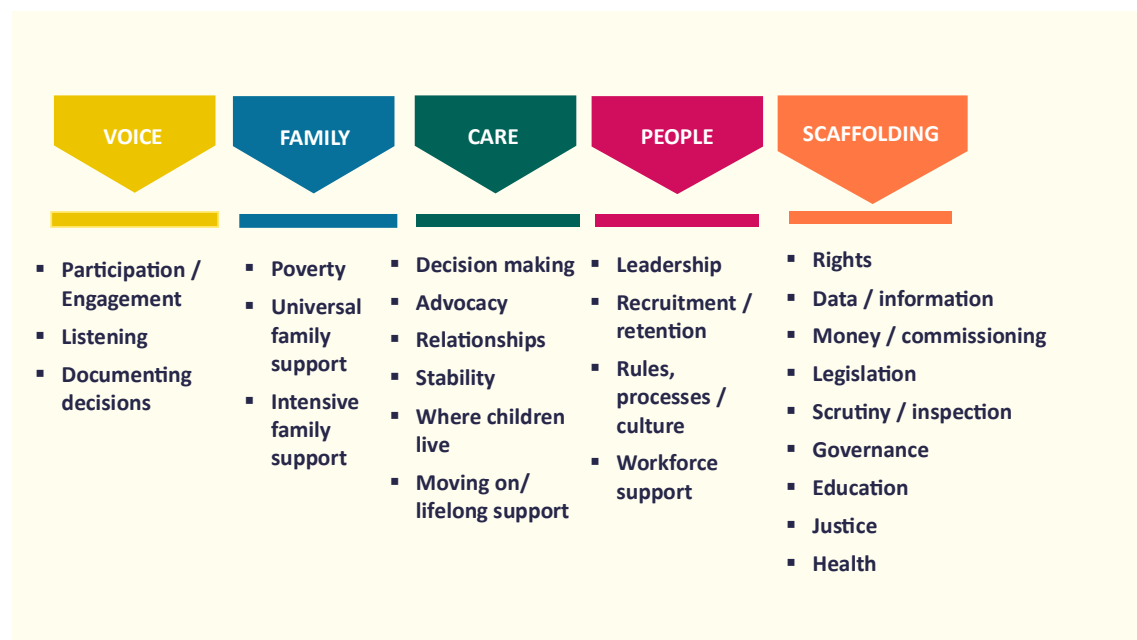 VOICE
▪ Participation /
Engagement
▪ Listening
▪ Documenting
decisions
FAMILY
▪ Poverty
▪ Universal
family
support
▪ Intensive
family
support
CARE
▪ Decision making
▪ Advocacy
▪ Relationships
▪ Stability
▪ Where children
live
▪ Moving on/
lifelong support
PEOPLE
▪ Leadership
▪ Recruitment /
retention
▪ Rules,
processes /
culture
▪ Workforce
support
SCAFFOLDING
▪ Rights
▪ Data / information
▪ Money / commissioning
▪ Legislation
▪ Scrutiny / inspection
▪ Governance
▪ Education
▪ Justice
▪ Health